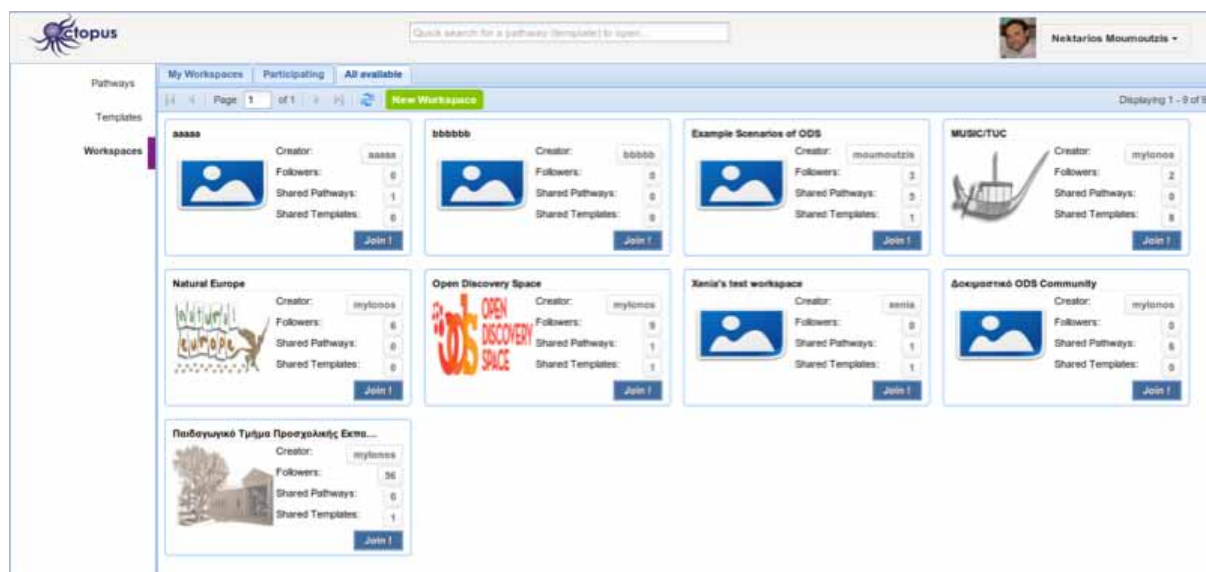 ctopus
Quick search for a pathway (template) to open...
Nektarios Moumoutzis
Pathways
Templates
Workspaces
My Workspaces Participating All available
Page 1 of 1 New Workspace Displaying 1 - 9 of 9
aaaaa
Creator: aaaaa
Followers: 0
Shared Pathways: 1
Shared Templates: 0
Join !
bbbbbb
Creator: bbbbb
Followers: 0
Shared Pathways: 0
Shared Templates: 0
Join !
Example Scenarios of ODS
Creator: moumoutzis
Followers: 3
Shared Pathways: 5
Shared Templates: 1
Join !
MUSIC/TUC
Creator: mylonos
Followers: 2
Shared Pathways: 0
Shared Templates: 8
Join !
Natural Europe
natural
europe
Creator: mylonos
Followers: 6
Shared Pathways: 0
Shared Templates: 0
Join !
Open Discovery Space
ods OPEN
DISCOVERY
SPACE
Creator: mylonos
Followers: 9
Shared Pathways: 1
Shared Templates: 1
Join !
Xenia's test workspace
Creator: xenia
Followers: 0
Shared Pathways: 1
Shared Templates: 1
Join !
Δοκιμαστικό ODS Community
Creator: mylonos
Followers: 0
Shared Pathways: 6
Shared Templates: 0
Join !
Παιδαγωγικό Τμήμα Προσχολικής Εκπα...
Creator: mylonos
Followers: 56
Shared Pathways: 0
Shared Templates: 1
Join !